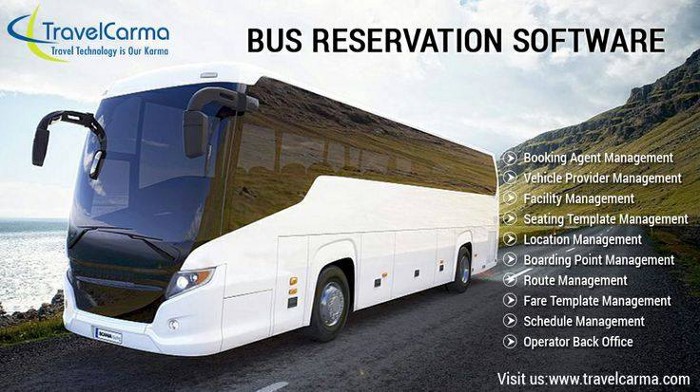 TravelCarma
Travel Technology is Our Karma
BUS RESERVATION SOFTWARE
Booking Agent Management
Vehicle Provider Management
Facility Management
Seating Template Management
Location Management
Boarding Point Management
Route Management
Fare Template Management
Schedule Management
Operator Back Office
Visit us:www.travelcarma.com